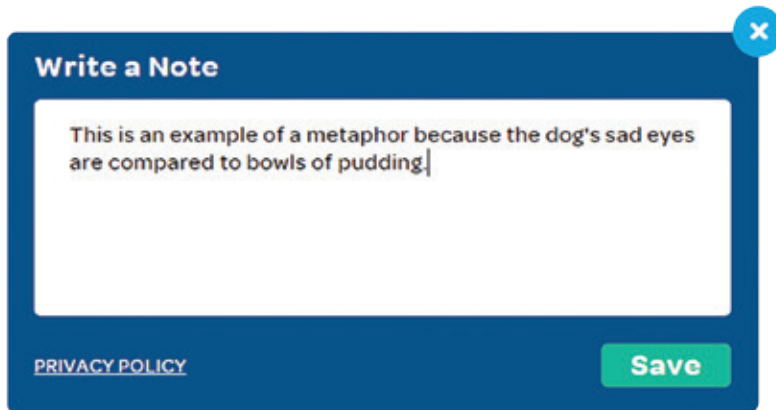 Write a Note
This is an example of a metaphor because the dog's sad eyes
are compared to bowls of pudding.
PRIVACY POLICY
Save